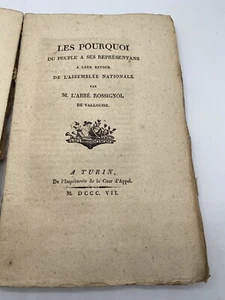 LES POURQUOI
DU PEUPLE A SES REPRÉSENTANS
A LEUR RETOUR
DE L'ASSEMBLÉE NATIONALE
PAR
M. L'ABBÉ ROSSIGNOL
DE VALLOUISE.
A TURIN,
De l'Imprimerie de la Cour d'Appel.
M. DCCC. VII.